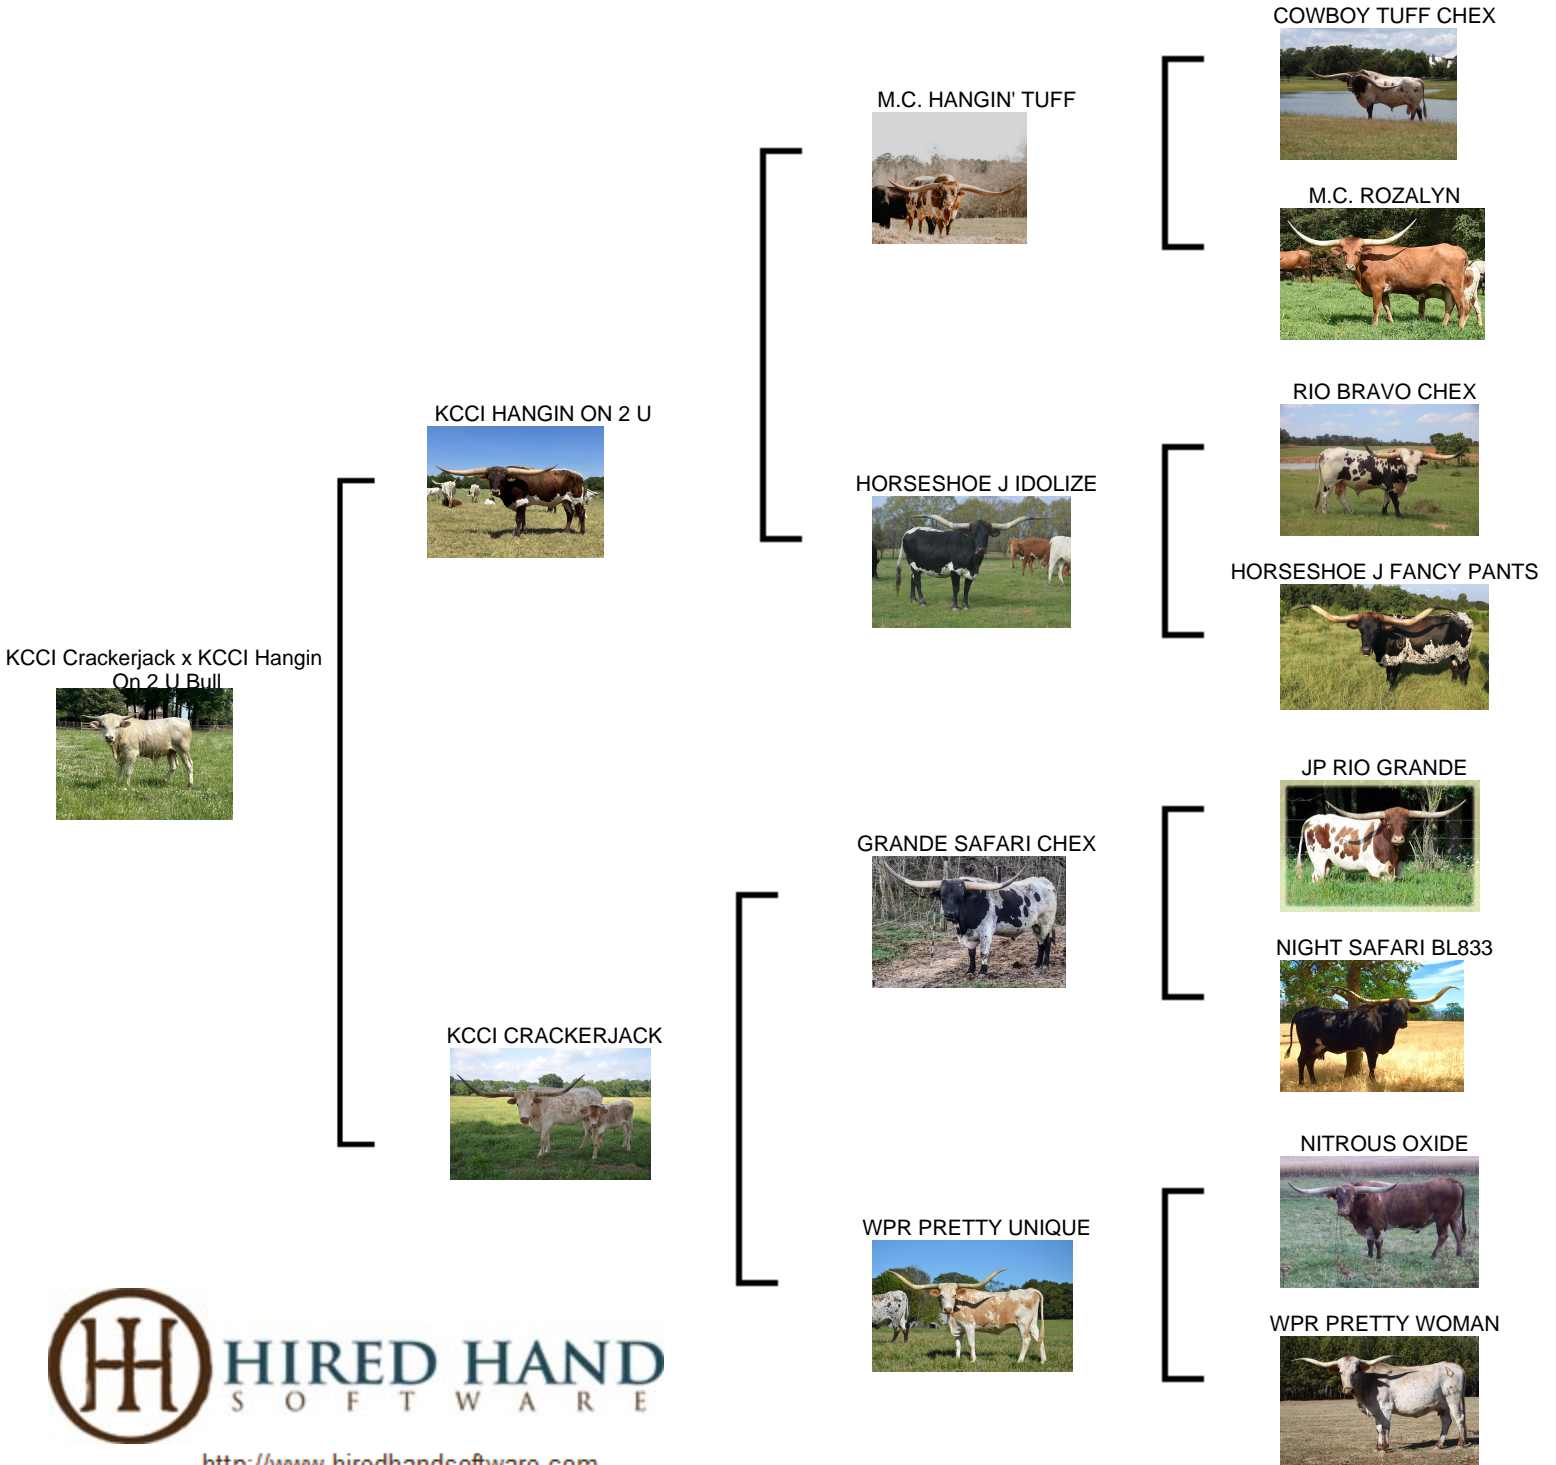 COWBOY TUFF CHEX
M.C. HANGIN' TUFF
M.C. ROZALYN
RIO BRAVO CHEX
KCCI HANGIN ON 2 U
HORSESHOE J IDOLIZE
HORSESHOE J FANCY PANTS
KCCI Crackerjack x KCCI Hangin
On 2 U Bull
JP RIO GRANDE
GRANDE SAFARI CHEX
NIGHT SAFARI BL833
KCCI CRACKERJACK
NITROUS OXIDE
WPR PRETTY UNIQUE
WPR PRETTY WOMAN
HIRED HAND
SOFTWARE
http://www.hiredhandsoftware.com